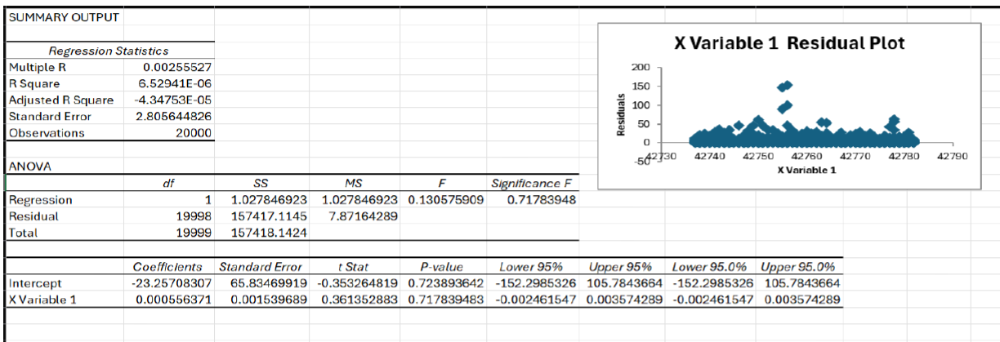 SUMMARY OUTPUT
Regression Statistics
Multiple R 0.00255527
R Square 6.52941E-06
Adjusted R Square -4.34753E-05
Standard Error 2.805644826
Observations 20000
X Variable 1 Residual Plot
200
150
100
50
0
-50
Residuals
42730 42740 42750 42760 42770 42780 42790
X Variable 1
ANOVA
df SS MS F Significance F
Regression 1 1.027846923 1.027846923 0.130575909 0.71783948
Residual 19998 157417.1145 7.87164289
Total 19999 157418.1424
Coefficients Standard Error t Stat P-value Lower 95% Upper 95% Lower 95.0% Upper 95.0%
Intercept -23.25708307 65.83469919 -0.353264819 0.723893642 -152.2985326 105.7843664 -152.2985326 105.7843664
X Variable 1 0.000556371 0.001539689 0.361352883 0.717839483 -0.002461547 0.003574289 -0.002461547 0.003574289